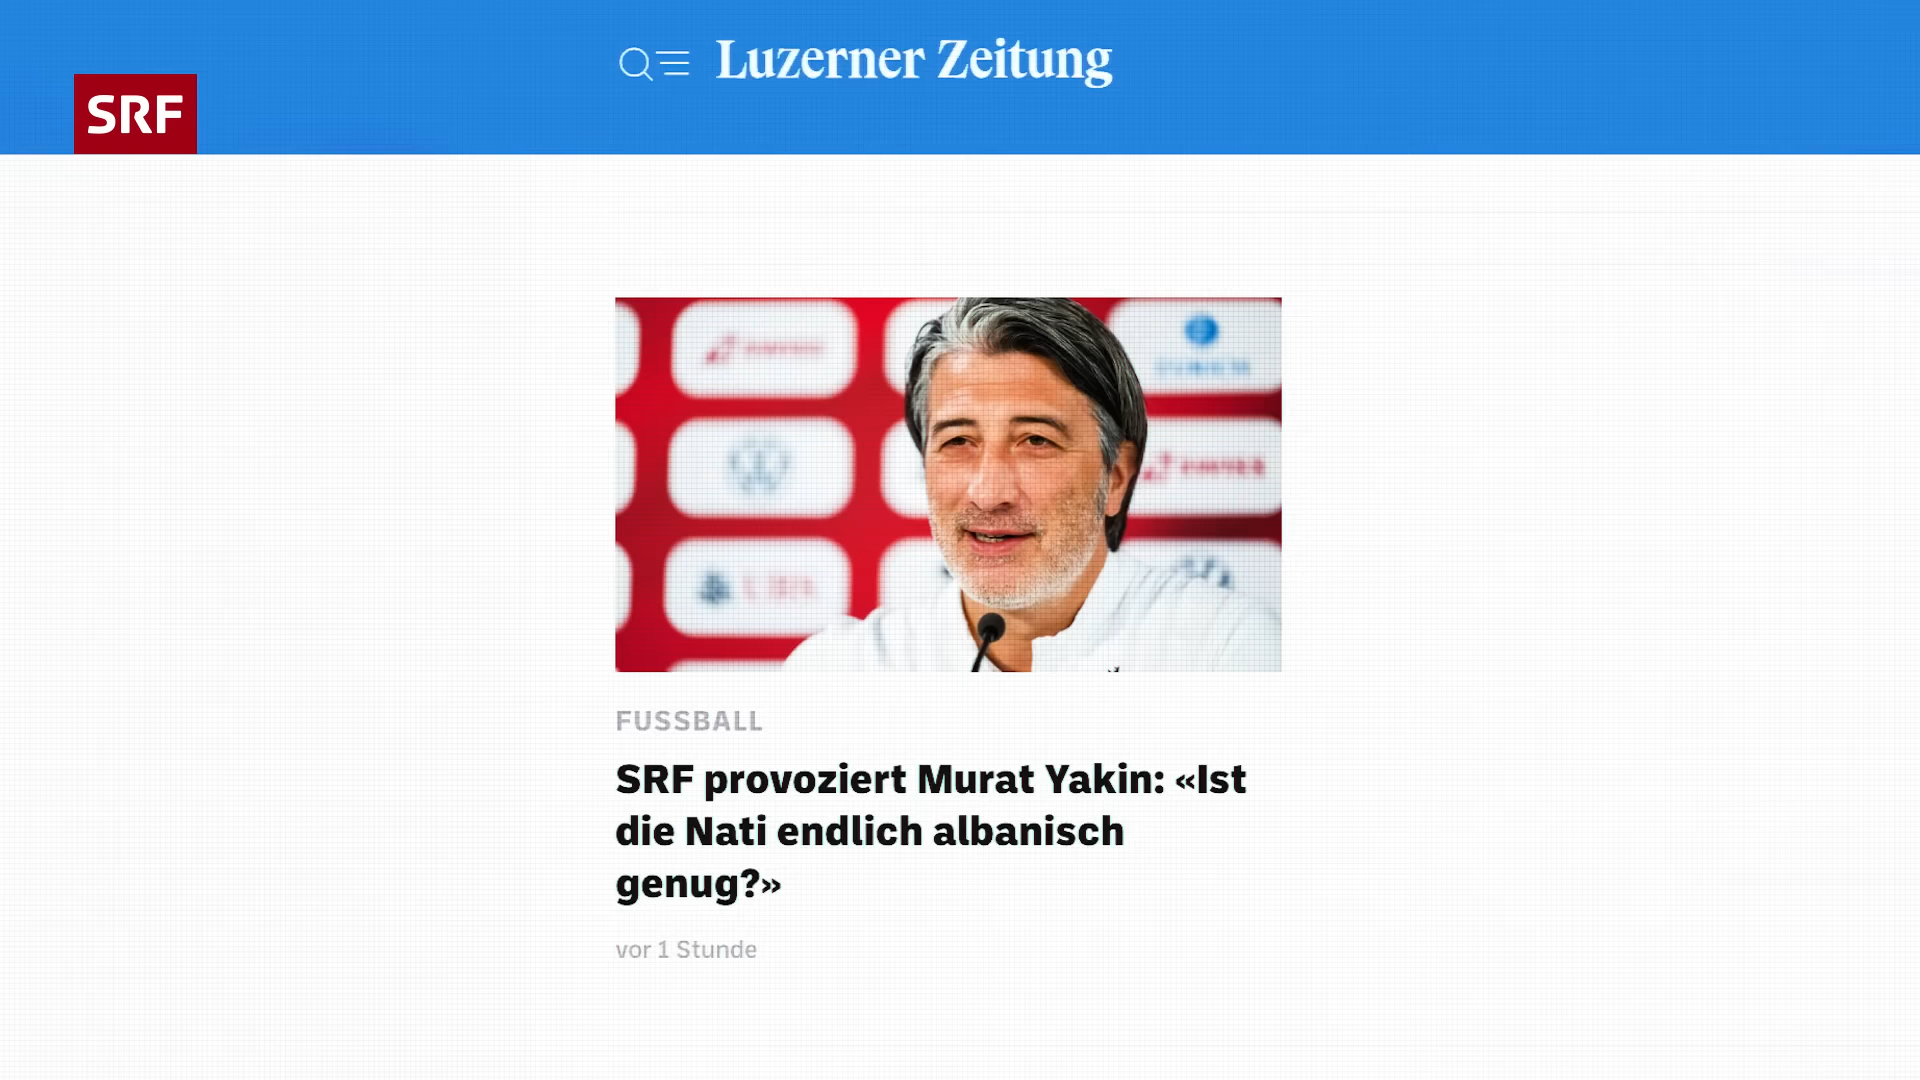 Luzerner Zeitung
SRF
FUSSBALL
SRF provoziert Murat Yakin: «Ist
die Nati endlich albanisch
genug?»
vor 1 Stunde